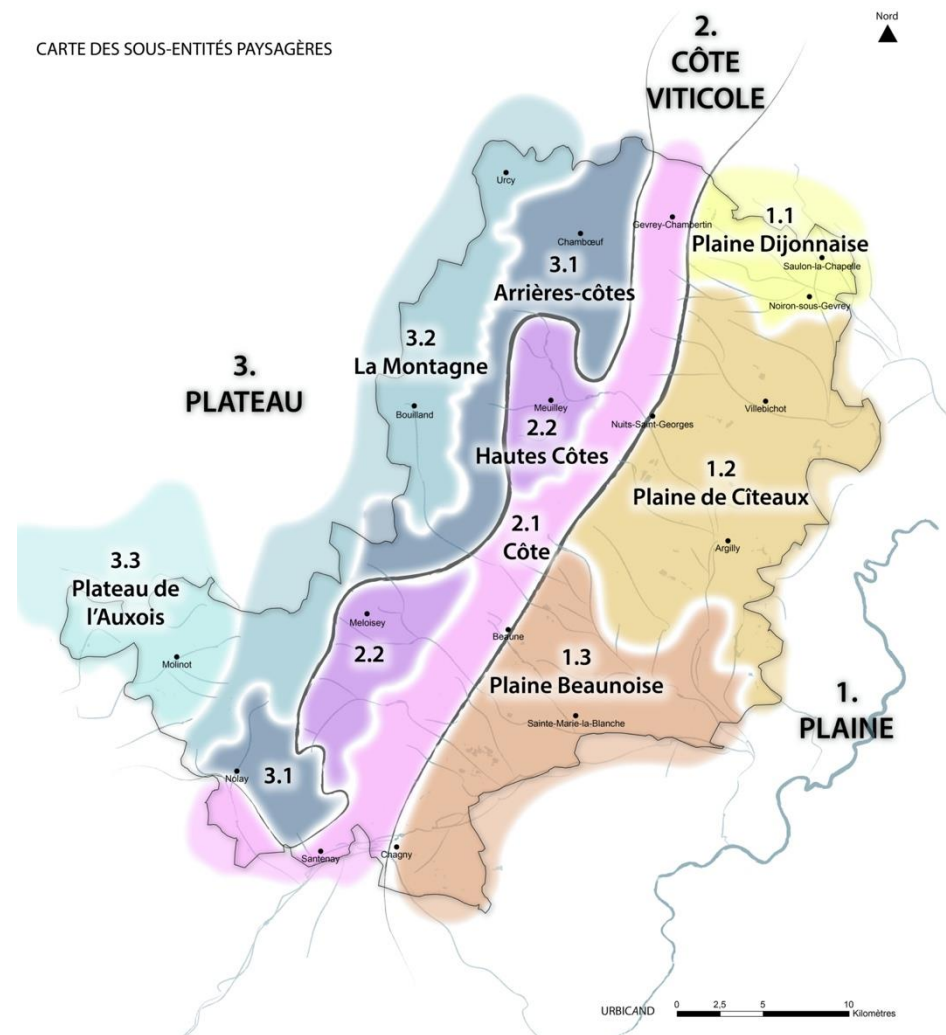 CARTE DES SOUS-ENTITÉS PAYSAGÈRES
Nord
2.
CÔTE
VITICOLE
Urcy
Gevrey-Chambertin
1.1
Plaine Dijonnaise
Chambœuf
Saulon-la-Chapelle
3.1
Arrières-côtes
Noiron-sous-Gevrey
3.2
La Montagne
3.
PLATEAU
Bouilland
Meuilley
Villebichot
2.2
Hautes Côtes
Nuits-Saint-Georges
1.2
Plaine de Cîteaux
2.1
Côte
Argilly
3.3
Plateau de
l'Auxois
Meloisey
Beaune
2.2
Molinot
1.3
Plaine Beaunoise
1.
PLAINE
Sainte-Marie-la-Blanche
Nolay
3.1
Santenay
Chagny
URBICAND
0 2,5 5 10
Kilomètres